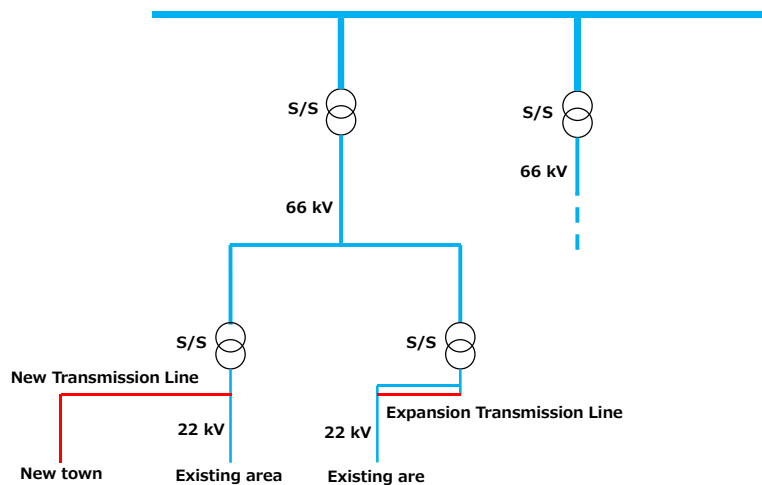 S/S
S/S
66 kV
66 kV
S/S
S/S
New Transmission Line
Expansion Transmission Line
22 kV
22 kV
New town
Existing area
Existing are